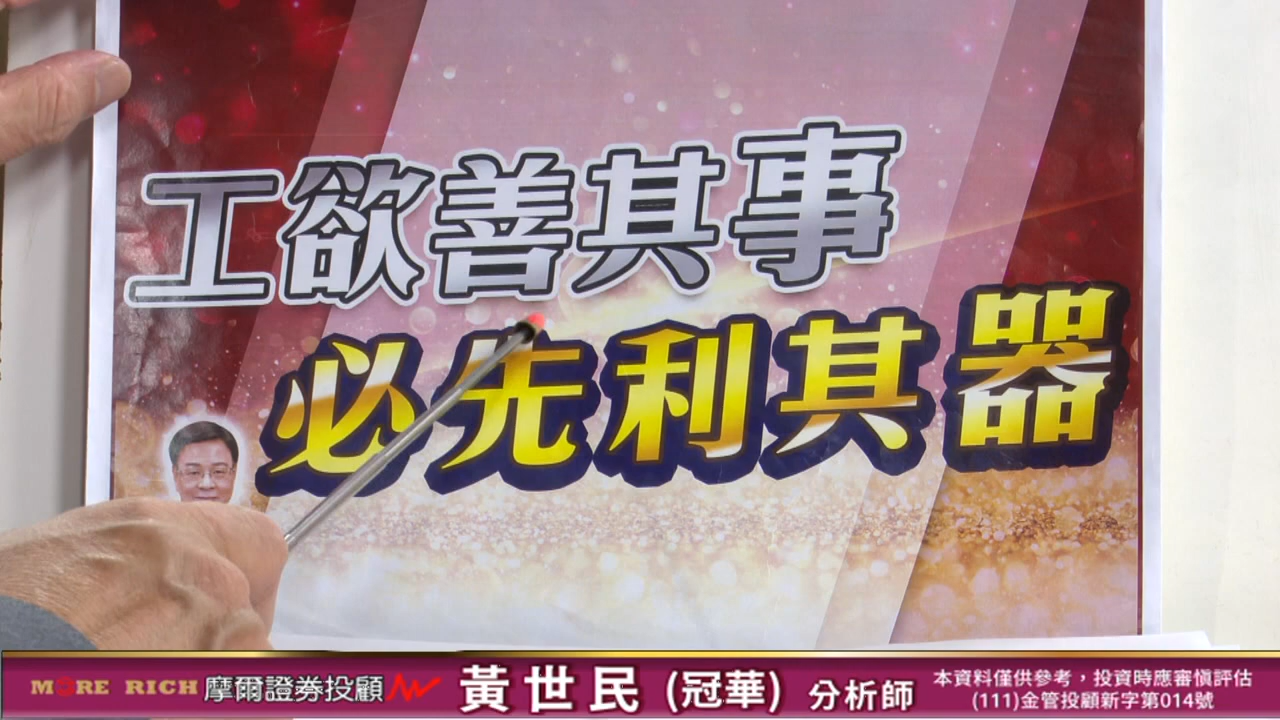 工欲善其事
必先利其器
MORE RICH 摩爾證券投顧
黃世民 (冠華) 分析師
本資料僅供參考，投資時應審慎評估
(111)金管投顧新字第014號